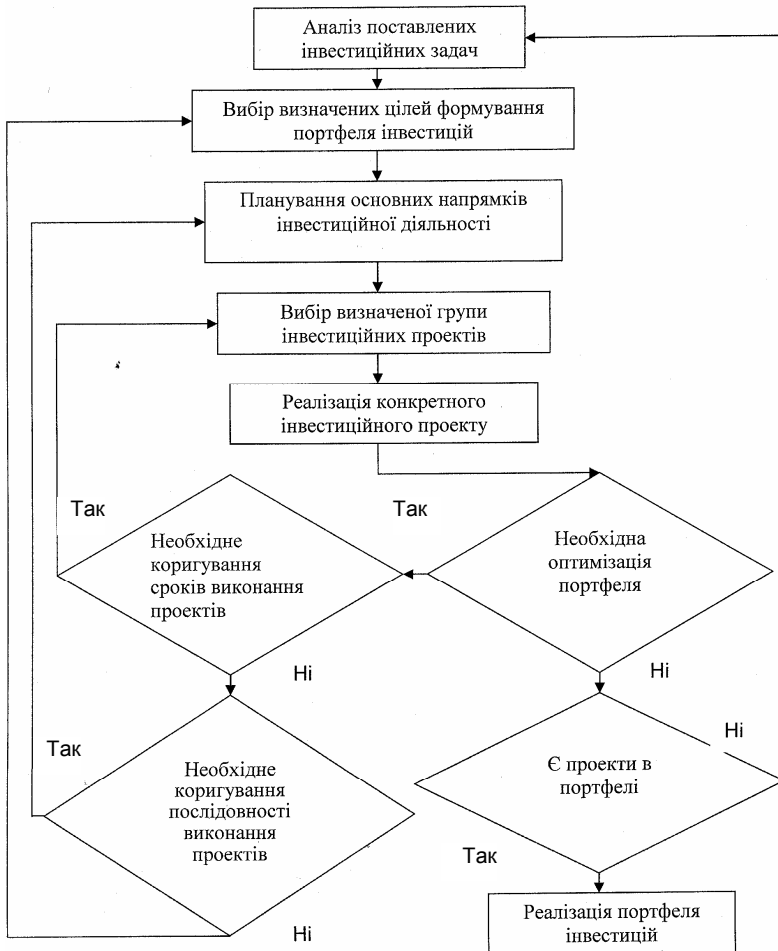 Аналіз поставлених
інвестиційних задач
Вибір визначених цілей формування
портфеля інвестицій
Планування основних напрямків
інвестиційної діяльності
Вибір визначеної групи
інвестиційних проектів
Реалізація конкретного
інвестиційного проекту
Так
Так
Необхідне
коригування
сроків виконання
проектів
Необхідна
оптимізація
портфеля
Ні
Ні
Так
Ні
Необхідне
коригування
послідовності
виконання
проектів
Є проекти в
портфелі
Так
Ні
Реалізація портфеля
інвестицій